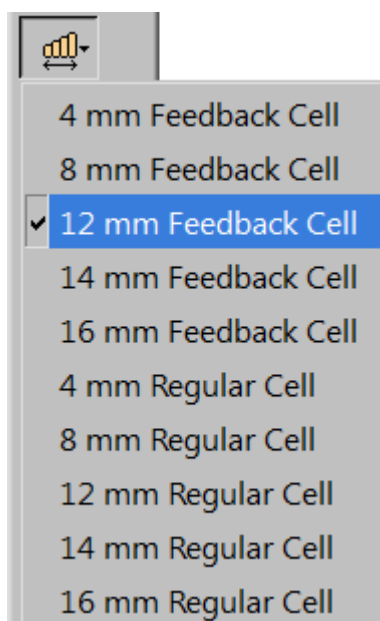 4 mm Feedback Cell
8 mm Feedback Cell
12 mm Feedback Cell
14 mm Feedback Cell
16 mm Feedback Cell
4 mm Regular Cell
8 mm Regular Cell
12 mm Regular Cell
14 mm Regular Cell
16 mm Regular Cell